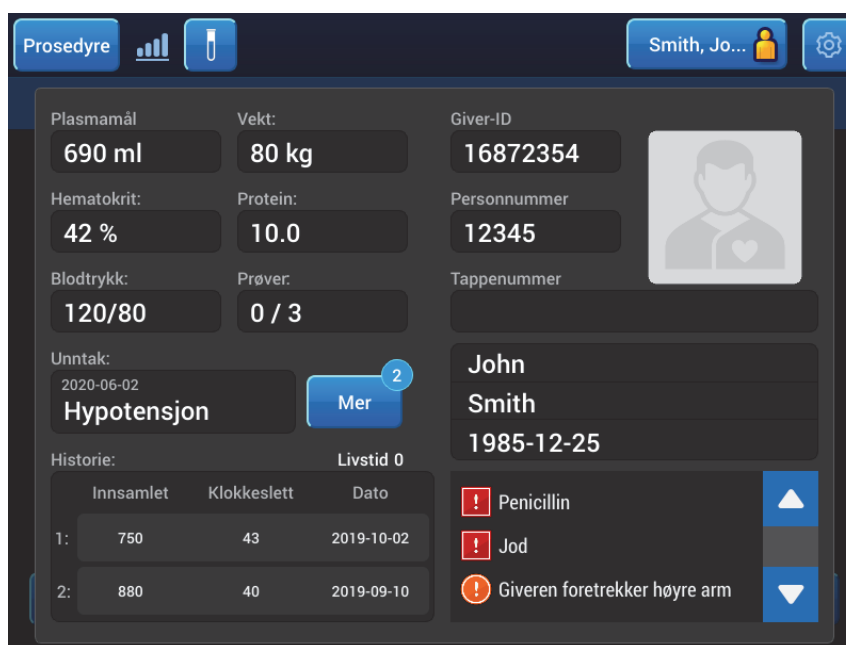 Prosedyre
Smith, Jo...
Plasmamål
690 ml
Vekt:
80 kg
Hematokrit:
42 %
Protein:
10.0
Blodtrykk:
120/80
Prøver:
0 / 3
Unntak:
2020-06-02
Hypotensjon
Mer
2
Historie:
Livstid 0
Innsamlet Klokkeslett Dato
1: 750 43 2019-10-02
2: 880 40 2019-09-10
Giver-ID
16872354
Personnummer
12345
Tappenummer
John
Smith
1985-12-25
! Penicillin
! Jod
! Giveren foretrekker høyre arm